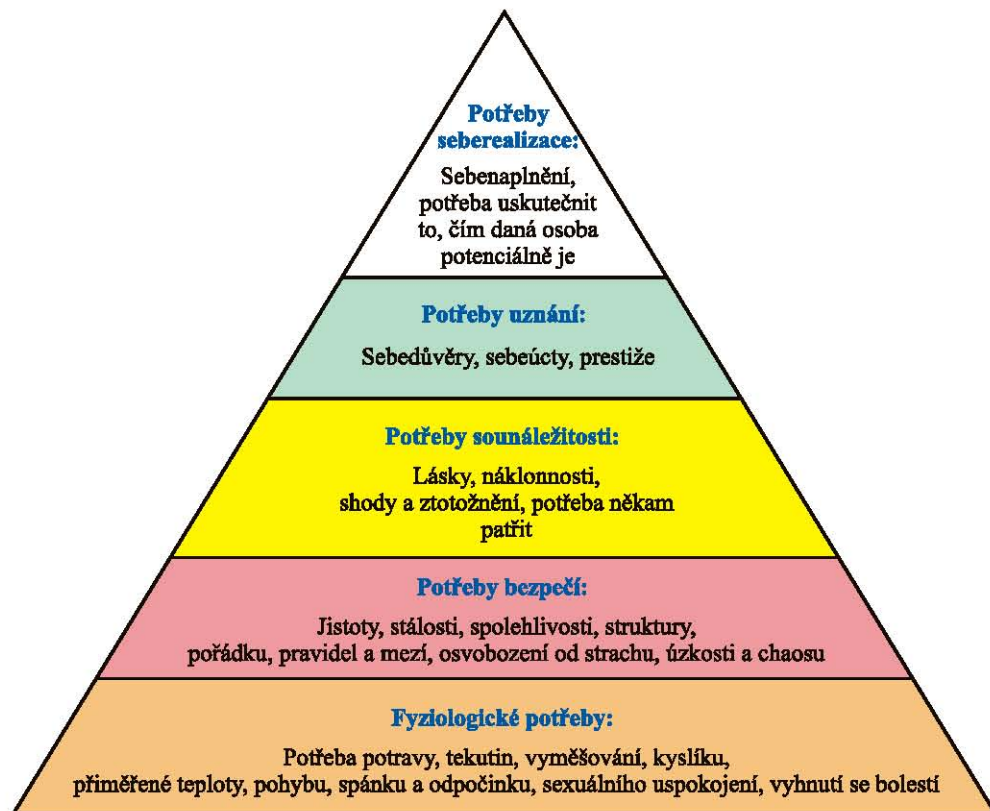 Potřeby
seberealizace:
Sebenaplnění,
potřeba uskutečnit
to, čím daná osoba
potenciálně je
Potřeby uznání:
Sebedůvěry, sebeúcty, prestiže
Potřeby sounáležitosti:
Lásky, náklonnosti,
shody a ztotožnění, potřeba někam
patřit
Potřeby bezpečí:
Jistoty, stálosti, spolehlivosti, struktury,
pořádku, pravidel a mezí, osvobození od strachu, úzkosti a chaosu
Fyziologické potřeby:
Potřeba potravy, tekutin, vyměšování, kyslíku,
přiměřené teploty, pohybu, spánku a odpočinku, sexuálního uspokojení, vyhnutí se bolesti